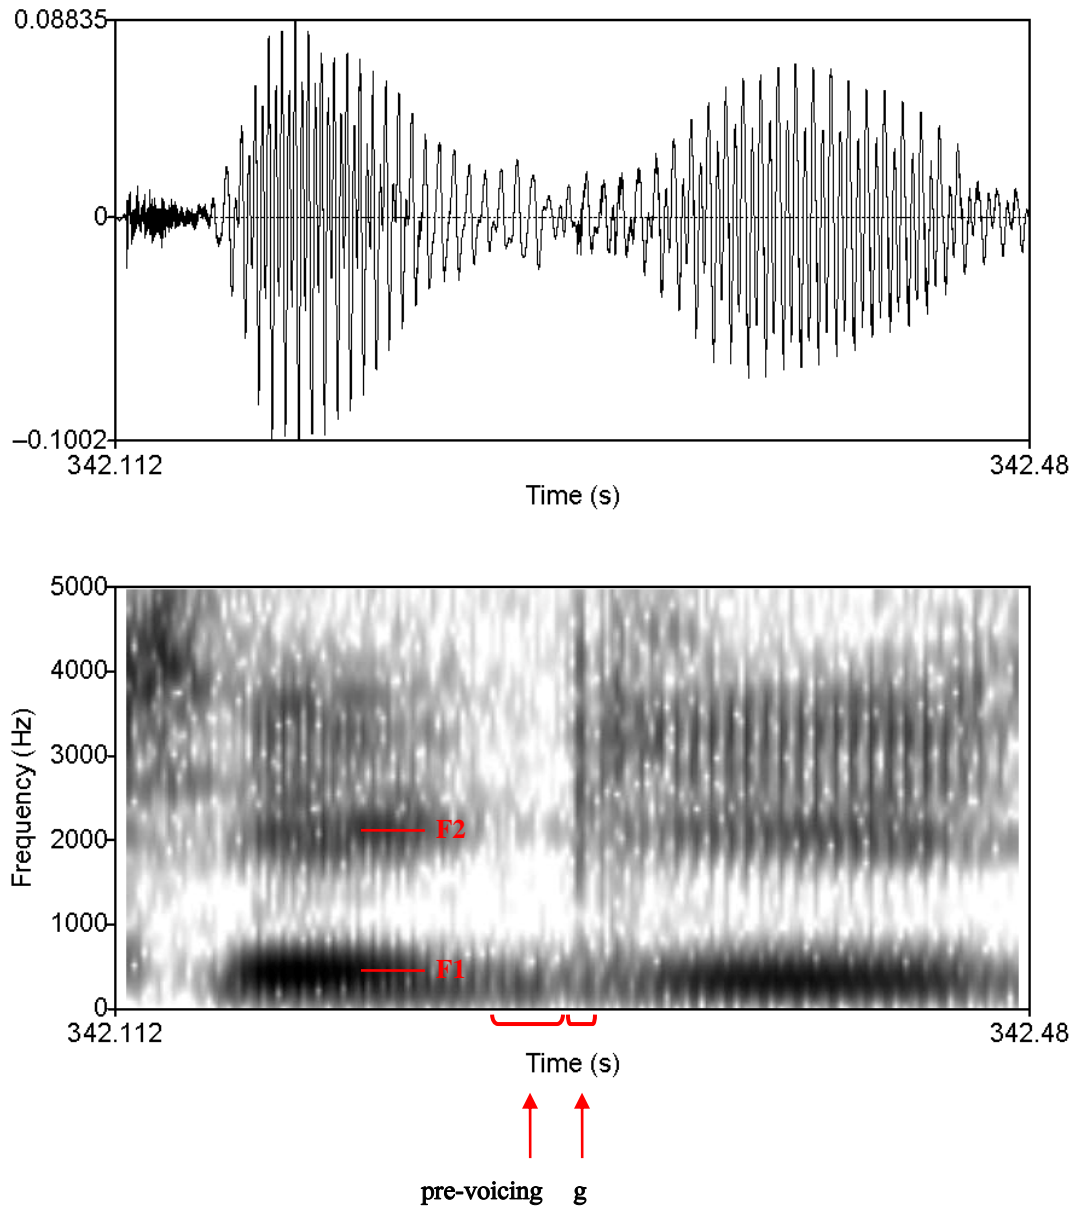 0.08835
0
–0.1002
342.112 342.48
Time (s)
5000
4000
3000
2000
1000
0
Frequency (Hz)
F2
F1
342.112 342.48
Time (s)
pre-voicing g